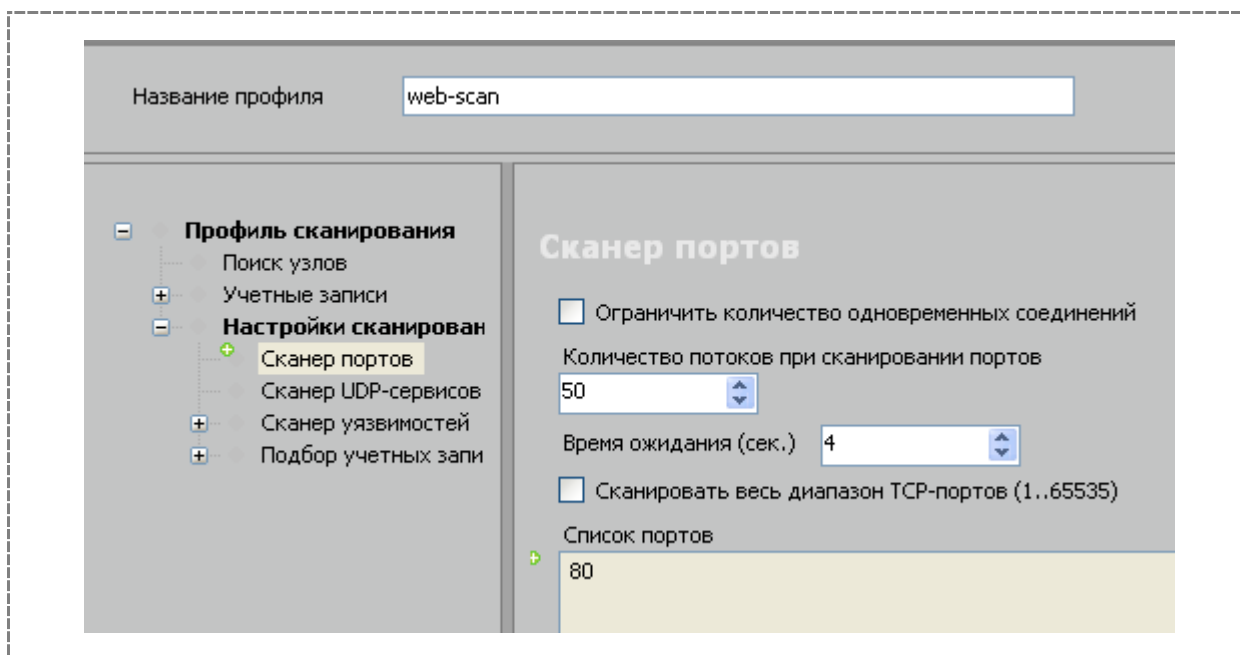 Название профиля web-scan
Профиль сканирования
Поиск узлов
Учетные записи
Настройки сканирован
Сканер портов
Сканер UDP-сервисов
Сканер уязвимостей
Подбор учетных запи
Сканер портов
Ограничить количество одновременных соединений
Количество потоков при сканировании портов
50
Время ожидания (сек.) 4
Сканировать весь диапазон TCP-портов (1..65535)
Список портов
80